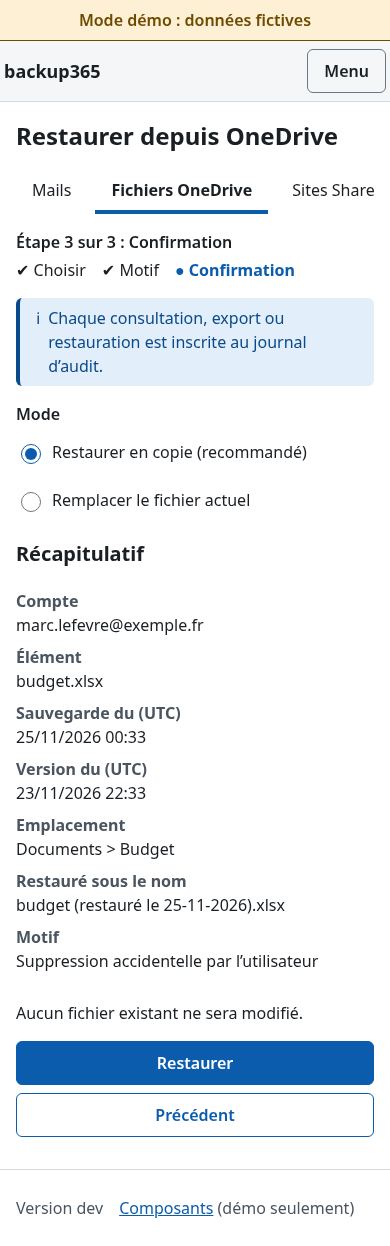 Mode démo : données fictives
backup365
Menu
Restaurer depuis OneDrive
Mails
Fichiers OneDrive
Sites Share
Étape 3 sur 3 : Confirmation
✔ Choisir ✔ Motif ● Confirmation
i Chaque consultation, export ou
restauration est inscrite au journal
d’audit.
Mode
Restaurer en copie (recommandé)
Remplacer le fichier actuel
Récapitulatif
Compte
marc.lefevre@exemple.fr
Élément
budget.xlsx
Sauvegarde du (UTC)
25/11/2026 00:33
Version du (UTC)
23/11/2026 22:33
Emplacement
Documents > Budget
Restauré sous le nom
budget (restauré le 25-11-2026).xlsx
Motif
Suppression accidentelle par l’utilisateur
Aucun fichier existant ne sera modifié.
Restaurer
Précédent
Version dev Composants (démo seulement)